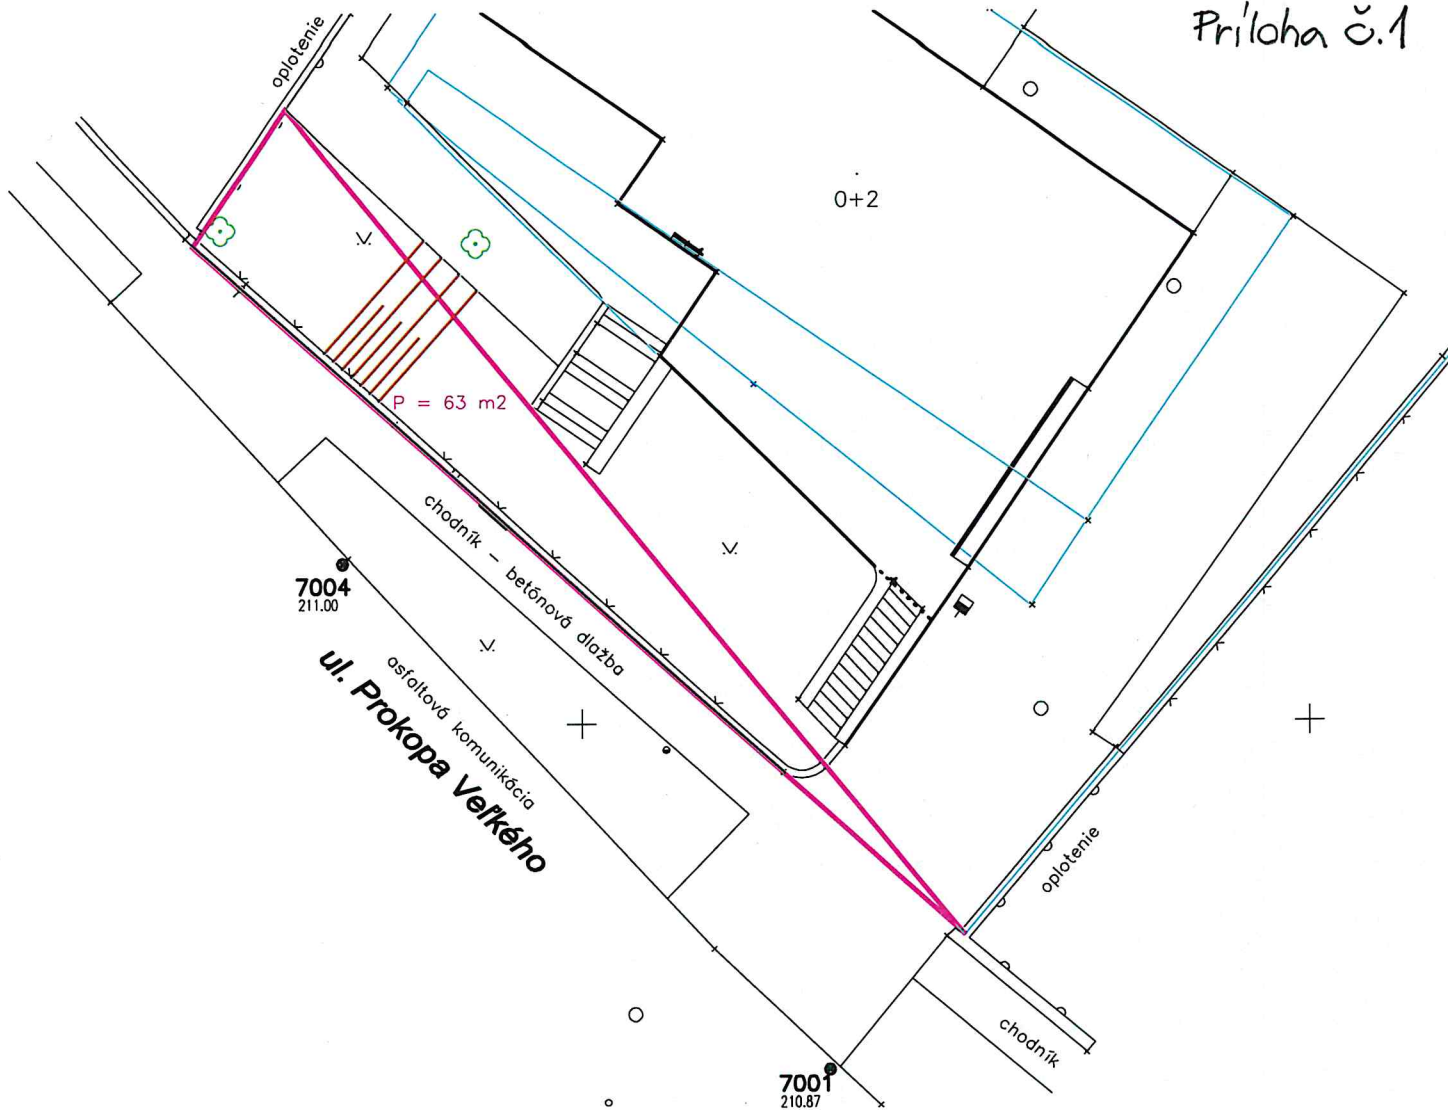 Príloha č.1
oplotenie
0+2
P = 63 m2
chodník – betónová dlažba
7004
211.00
asfaltová komunikácia
ul. Prokopa Veľkého
oplotenie
chodník
7001
210.87